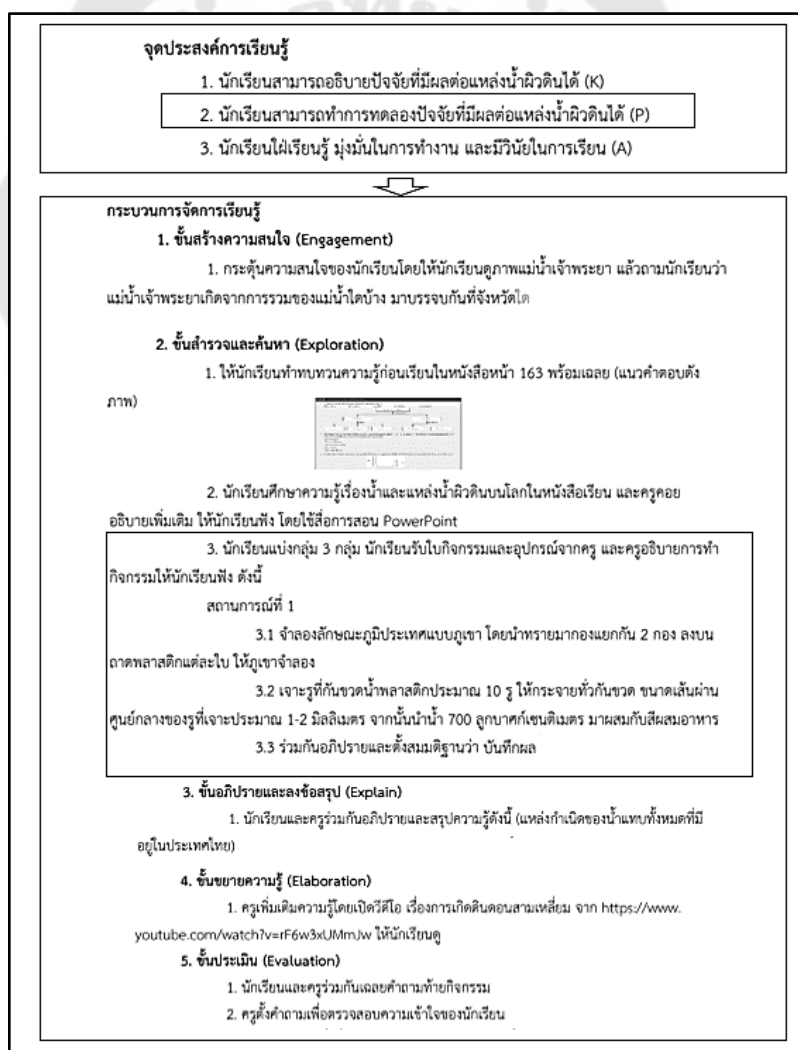 จุดประสงค์การเรียนรู้
1. นักเรียนสามารถอธิบายปัจจัยที่มีผลต่อแหล่งน้ำผิวดินได้ (K)
2. นักเรียนสามารถทำการทดลองปัจจัยที่มีผลต่อแหล่งน้ำผิวดินได้ (P)
3. นักเรียนใฝ่เรียนรู้ มุ่งมั่นในการทำงาน และมีวินัยในการเรียน (A)
กระบวนการจัดการเรียนรู้
1. ขั้นสร้างความสนใจ (Engagement)
1. กระตุ้นความสนใจของนักเรียนโดยให้นักเรียนดูภาพแม่น้ำเจ้าพระยา แล้วถามนักเรียนว่า
แม่น้ำเจ้าพระยาเกิดจากการรวมของแม่น้ำใดบ้าง มาบรรจบกันที่จังหวัดใด
2. ขั้นสำรวจและค้นหา (Exploration)
1. ให้นักเรียนทำทบทวนความรู้ก่อนเรียนในหนังสือหน้า 163 พร้อมเฉลย (แนวคำตอบดัง
ภาพ)
2. นักเรียนศึกษาความรู้เรื่องน้ำและแหล่งน้ำผิวดินบนโลกในหนังสือเรียน และครูคอย
อธิบายเพิ่มเติม ให้นักเรียนฟัง โดยใช้สื่อการสอน PowerPoint
3. นักเรียนแบ่งกลุ่ม 3 กลุ่ม นักเรียนรับใบกิจกรรมและอุปกรณ์จากครู และครูอธิบายการทำ
กิจกรรมให้นักเรียนฟัง ดังนี้
สถานการณ์ที่ 1
3.1 จำลองลักษณะภูมิประเทศแบบภูเขา โดยนำทรายมากองแยกกัน 2 กอง ลงบน
ถาดพลาสติกแต่ละใบ ให้ภูเขาจำลอง
3.2 เจาะรูที่ก้นขวดน้ำพลาสติกประมาณ 10 รู ให้กระจายทั่วก้นขวด ขนาดเส้นผ่าน
ศูนย์กลางของรูที่เจาะประมาณ 1-2 มิลลิเมตร จากนั้นนำน้ำ 700 ลูกบาศก์เซนติเมตร มาผสมกับสีผสมอาหาร
3.3 ร่วมกันอภิปรายและตั้งสมมติฐานว่า บันทึกผล
3. ขั้นอภิปรายและลงข้อสรุป (Explain)
1. นักเรียนและครูร่วมกันอภิปรายและสรุปความรู้ดังนี้ (แหล่งกำเนิดของน้ำแทบทั้งหมดที่มี
อยู่ในประเทศไทย)
4. ขั้นขยายความรู้ (Elaboration)
1. ครูเพิ่มเติมความรู้โดยเปิดวีดีโอ เรื่องการเกิดดินดอนสามเหลี่ยม จาก https://www.
youtube.com/watch?v=rF6w3xUMmJw ให้นักเรียนดู
5. ขั้นประเมิน (Evaluation)
1. นักเรียนและครูร่วมกันเฉลยคำถามท้ายกิจกรรม
2. ครูตั้งคำถามเพื่อตรวจสอบความเข้าใจของนักเรียน